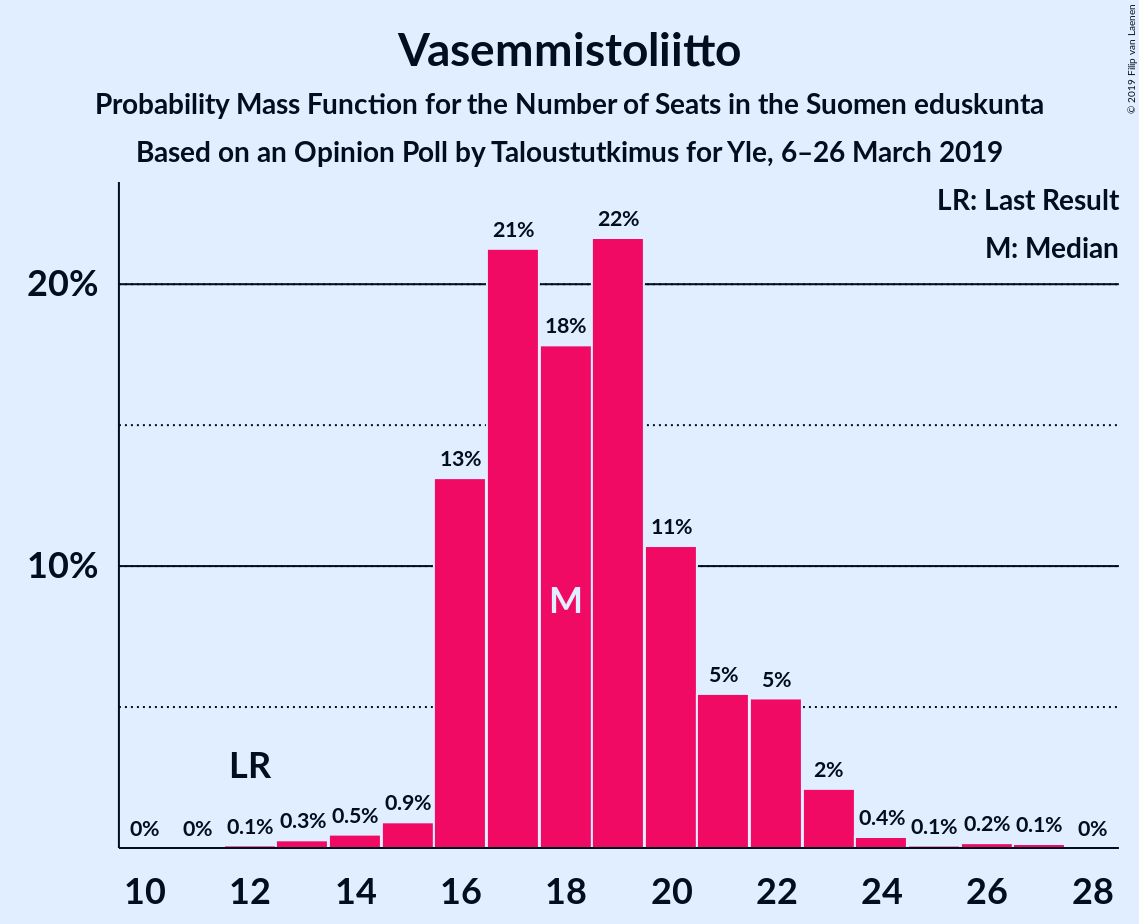 Vasemmistoliitto
Probability Mass Function for the Number of Seats in the Suomen eduskunta
Based on an Opinion Poll by Taloustutkimus for Yle, 6–26 March 2019
© 2019 Filip van Laenen
LR: Last Result
M: Median
20%
10%
0%
0%
0.1%
0.3%
0.5%
0.9%
13%
21%
18%
22%
11%
5%
5%
2%
0.4%
0.1%
0.2%
0.1%
0%
LR
M
10 12 14 16 18 20 22 24 26 28